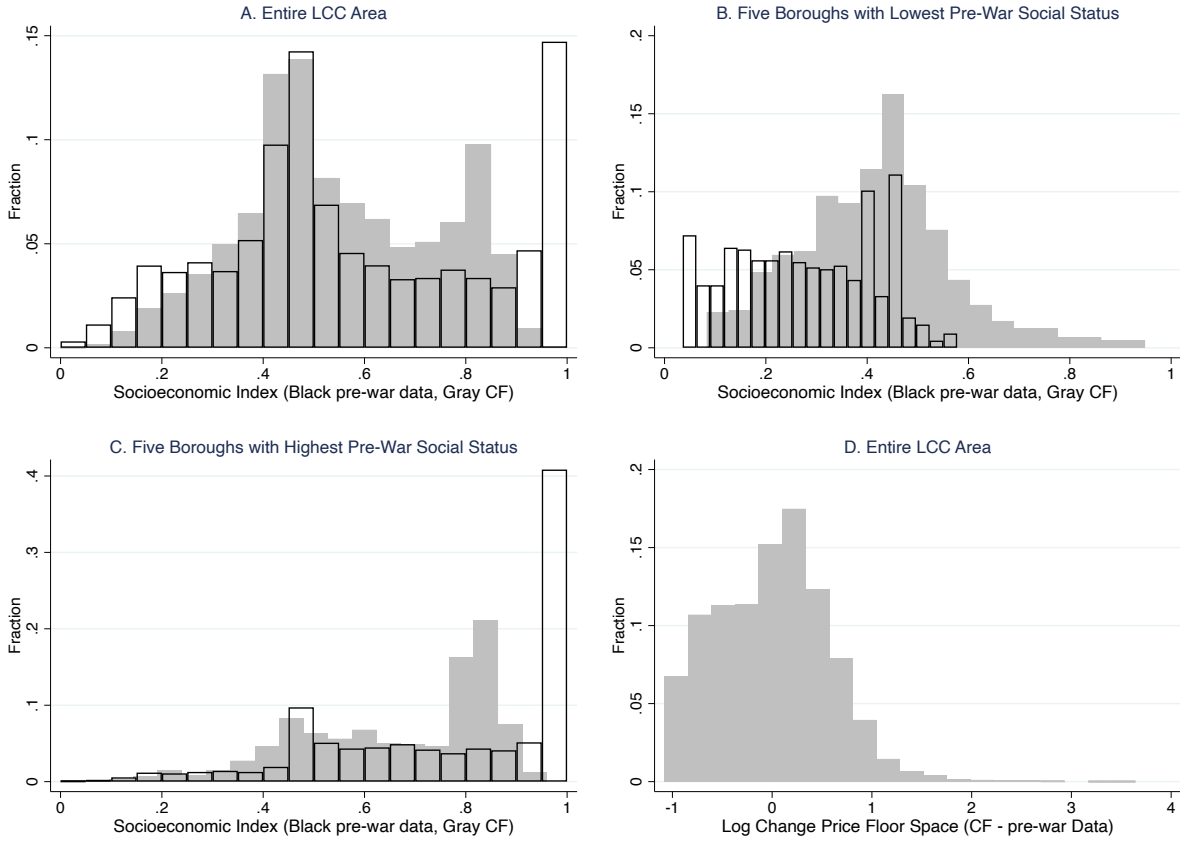 A. Entire LCC Area
Fraction
.15
.1
.05
0
0 .2 .4 .6 .8 1
Socioeconomic Index (Black pre-war data, Gray CF)
B. Five Boroughs with Lowest Pre-War Social Status
Fraction
.2
.15
.1
.05
0
0 .2 .4 .6 .8 1
Socioeconomic Index (Black pre-war data, Gray CF)
C. Five Boroughs with Highest Pre-War Social Status
Fraction
.4
.3
.2
.1
0
0 .2 .4 .6 .8 1
Socioeconomic Index (Black pre-war data, Gray CF)
D. Entire LCC Area
Fraction
.2
.15
.1
.05
0
-1 0 1 2 3 4
Log Change Price Floor Space (CF - pre-war Data)